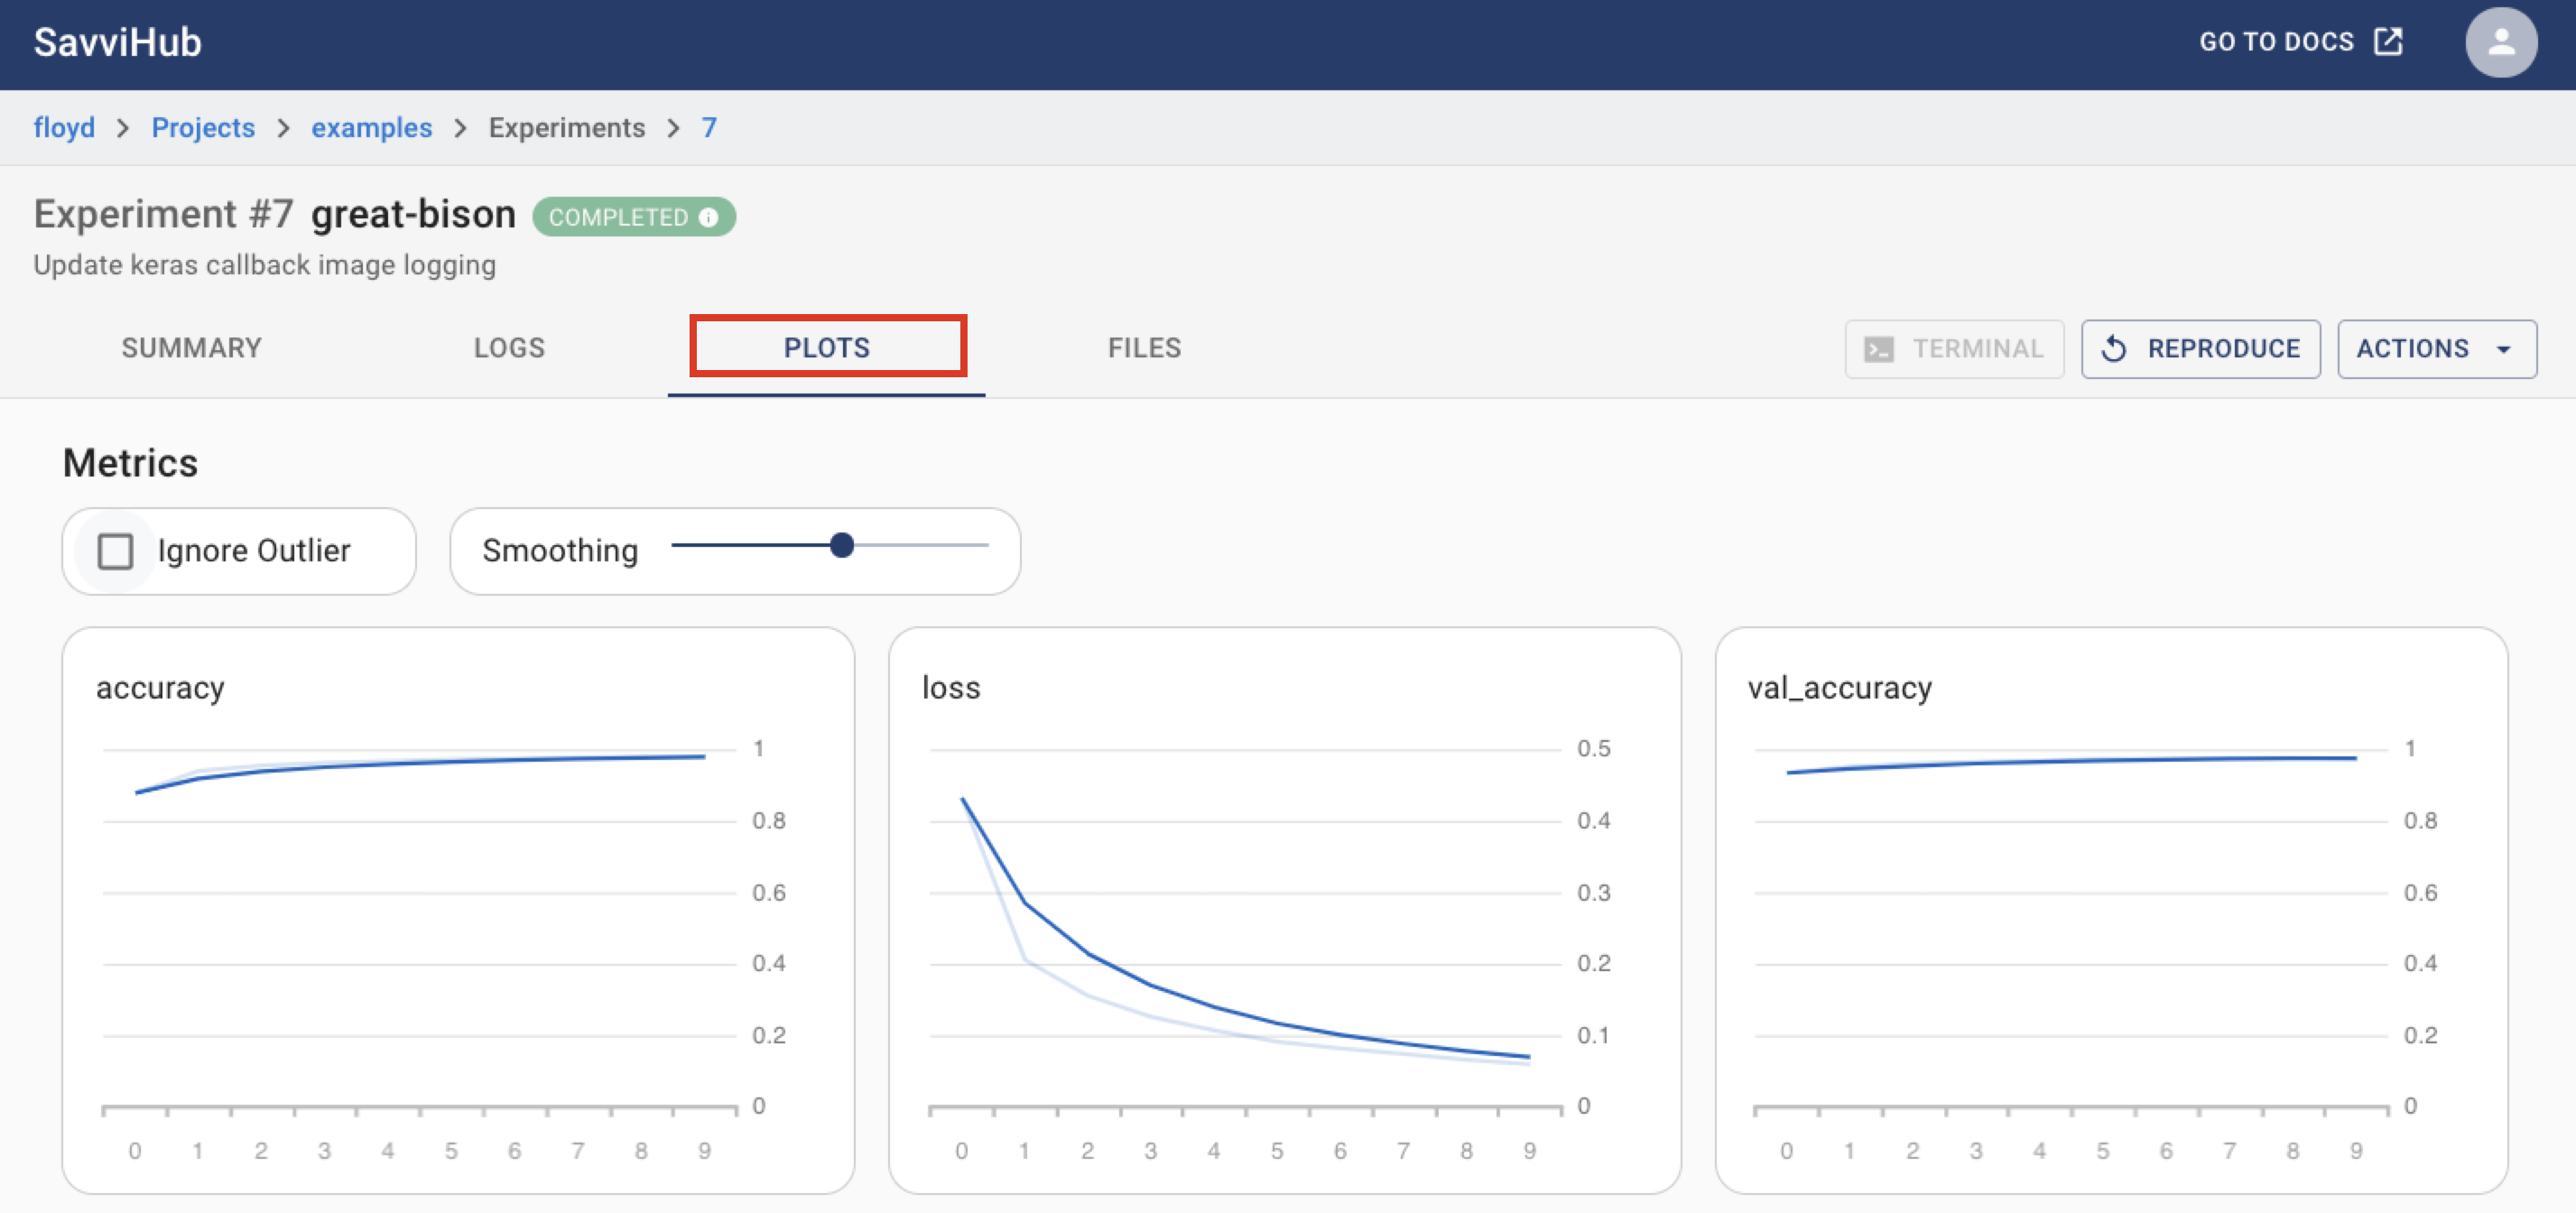 SavviHub
GO TO DOCS
floyd > Projects > examples > Experiments > 7
Experiment #7 great-bison COMPLETED
Update keras callback image logging
SUMMARY LOGS PLOTS FILES TERMINAL REPRODUCE ACTIONS
Metrics
Ignore Outlier
Smoothing
accuracy
1
0.8
0.6
0.4
0.2
0
0 1 2 3 4 5 6 7 8 9
loss
0.5
0.4
0.3
0.2
0.1
0
0 1 2 3 4 5 6 7 8 9
val_accuracy
1
0.8
0.6
0.4
0.2
0
0 1 2 3 4 5 6 7 8 9